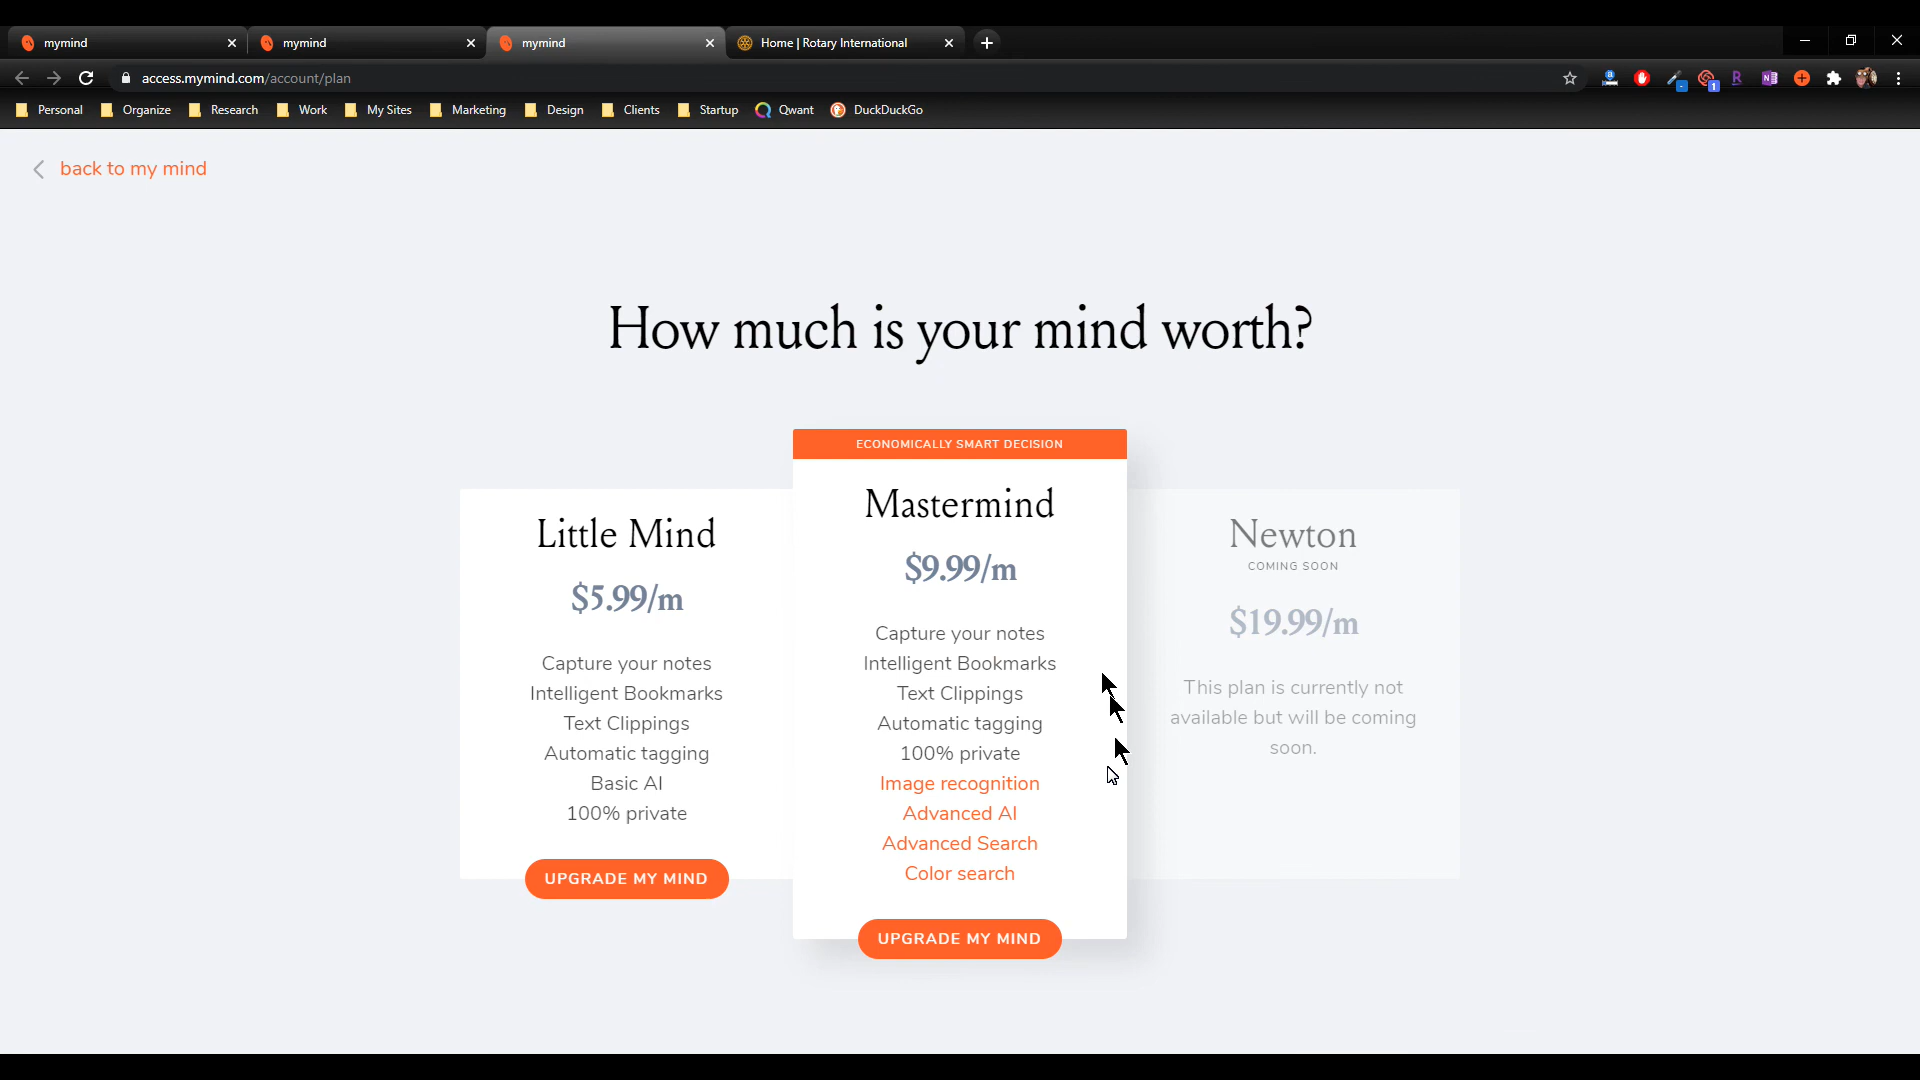 mymind
mymind
mymind
Home | Rotary International
access.mymind.com/account/plan
Personal
Organize
Research
Work
My Sites
Marketing
Design
Clients
Startup
Qwant
DuckDuckGo
back to my mind
How much is your mind worth?
Little Mind
$5.99/m
Capture your notes
Intelligent Bookmarks
Text Clippings
Automatic tagging
Basic AI
100% private
UPGRADE MY MIND
ECONOMICALLY SMART DECISION
Mastermind
$9.99/m
Capture your notes
Intelligent Bookmarks
Text Clippings
Automatic tagging
100% private
Image recognition
Advanced AI
Advanced Search
Color search
UPGRADE MY MIND
Newton
COMING SOON
$19.99/m
This plan is currently not
available but will be coming
soon.